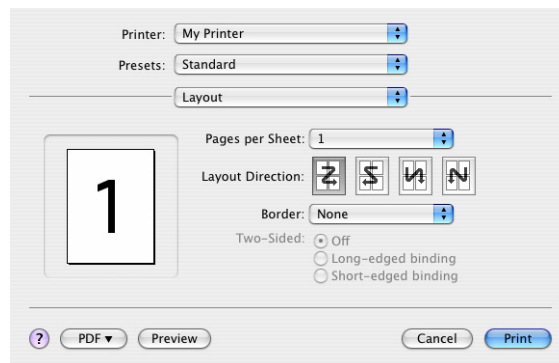 Printer: My Printer
Presets: Standard
Layout
Pages per Sheet: 1
1
Layout Direction:
Border: None
Two-Sided: Off
Long-edged binding
Short-edged binding
? PDF▼ Preview Cancel Print